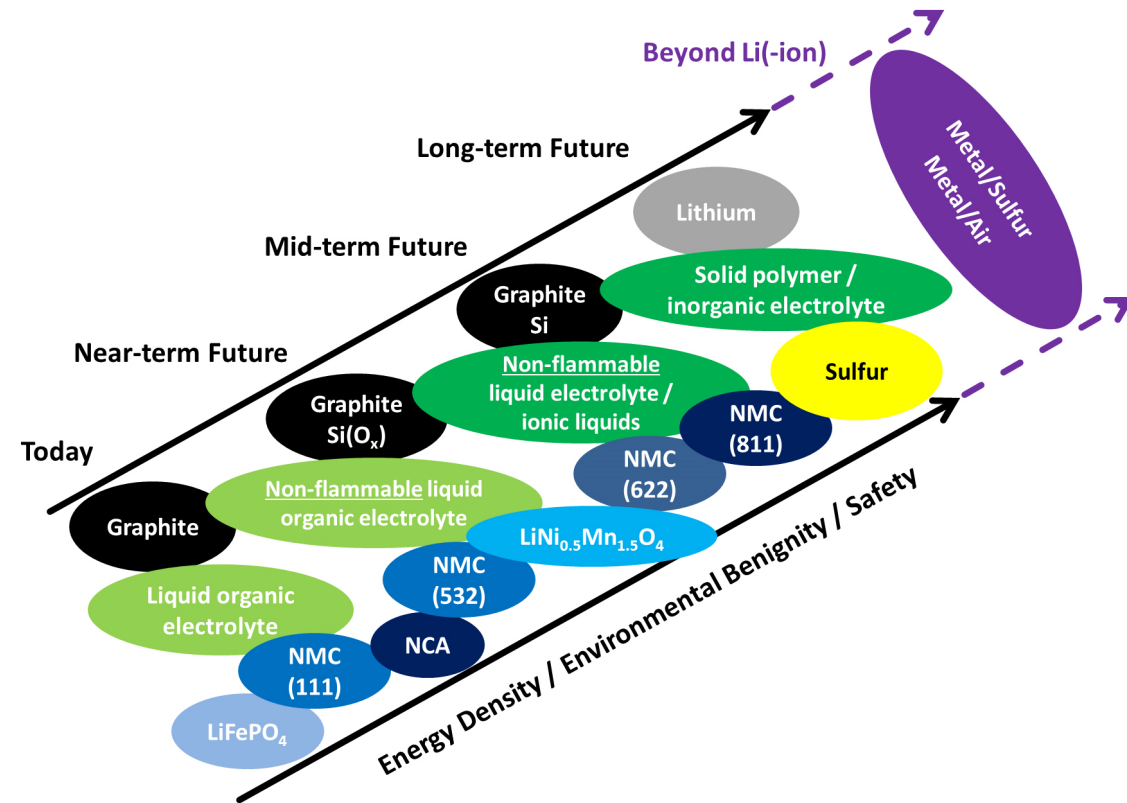 Beyond Li(-ion)
Long-term Future
Mid-term Future
Near-term Future
Today
Metal/Sulfur
Metal/Air
Lithium
Solid polymer /
inorganic electrolyte
Sulfur
Graphite
Si
Non-flammable
liquid electrolyte /
ionic liquids
NMC
(811)
NMC
(622)
Graphite
Si(Oₓ)
Non-flammable liquid
organic electrolyte
LiNi₀.₅Mn₁.₅O₄
NMC
(532)
NCA
Graphite
Liquid organic
electrolyte
NMC
(111)
LiFePO₄
Energy Density / Environmental Benignity / Safety